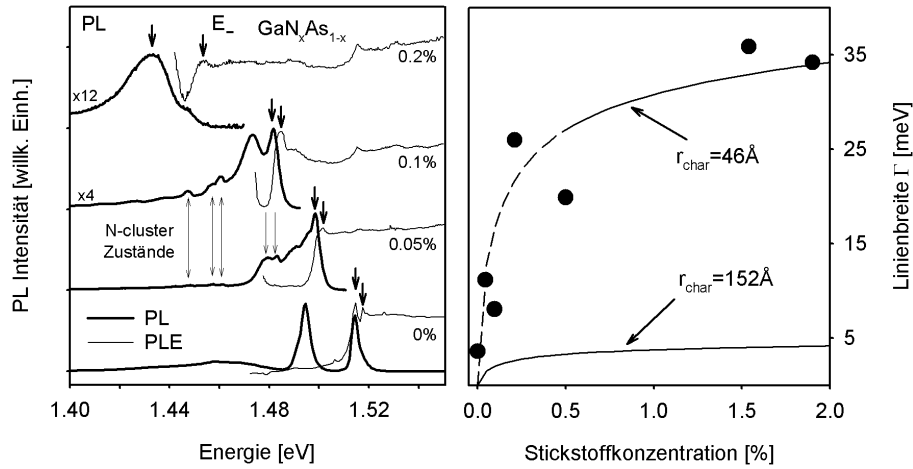 PL E₋ GaNₓAs₁₋ₓ
0.2%
x12
0.1%
x4
N-cluster
Zustände
0.05%
PL
PLE
0%
PL Intensität [willk. Einh.]
1.40 1.44 1.48 1.52
Energie [eV]
35
25
15
5
r_char=46Å
r_char=152Å
Linienbreite Γ [meV]
0.0 0.5 1.0 1.5 2.0
Stickstoffkonzentration [%]